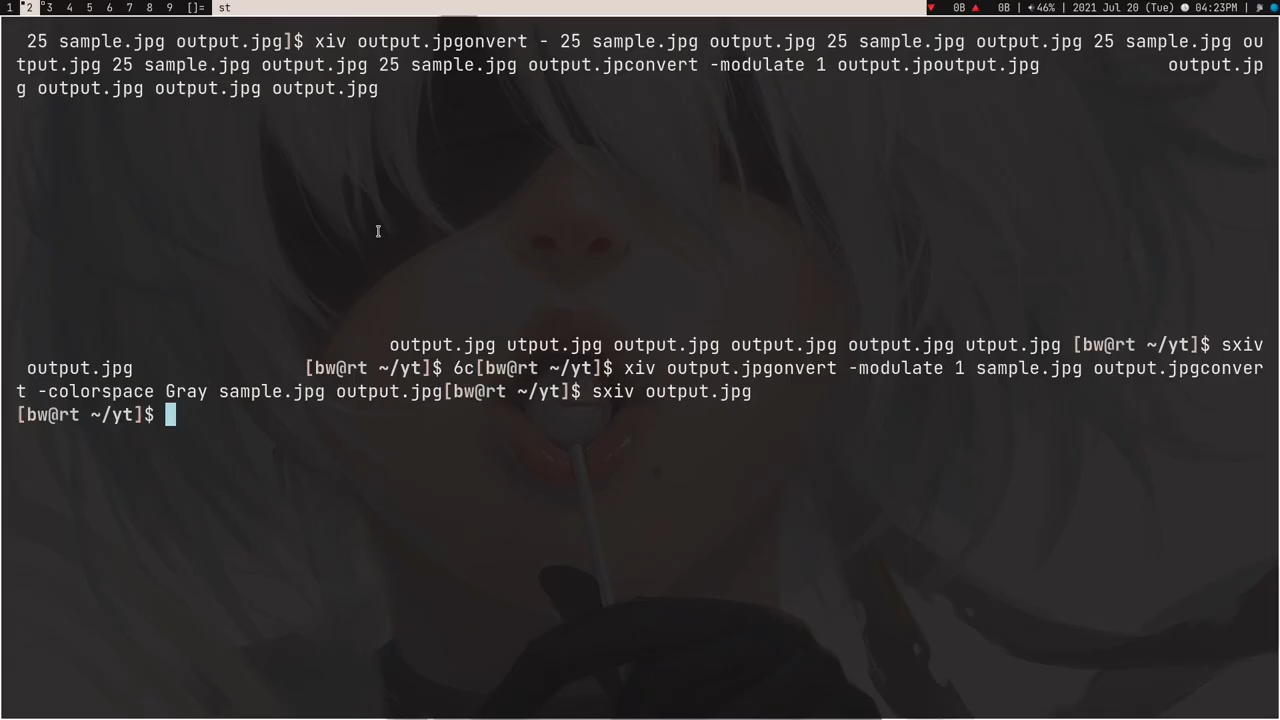 1 2 3 4 5 6 7 8 9 []= st 0B 0B | 46% | 2021 Jul 20 (Tue) 04:23PM |
25 sample.jpg output.jpg]$ xiv output.jpgonvert - 25 sample.jpg output.jpg 25 sample.jpg output.jpg 25 sample.jpg ou
tput.jpg 25 sample.jpg output.jpg 25 sample.jpg output.jpconvert -modulate 1 output.jpoutput.jpg output.jp
g output.jpg output.jpg output.jpg
output.jpg utput.jpg output.jpg output.jpg output.jpg utput.jpg [bw@rt ~/yt]$ sxiv
output.jpg [bw@rt ~/yt]$ 6c[bw@rt ~/yt]$ xiv output.jpgonvert -modulate 1 sample.jpg output.jpgconver
t -colorspace Gray sample.jpg output.jpg[bw@rt ~/yt]$ sxiv output.jpg
[bw@rt ~/yt]$